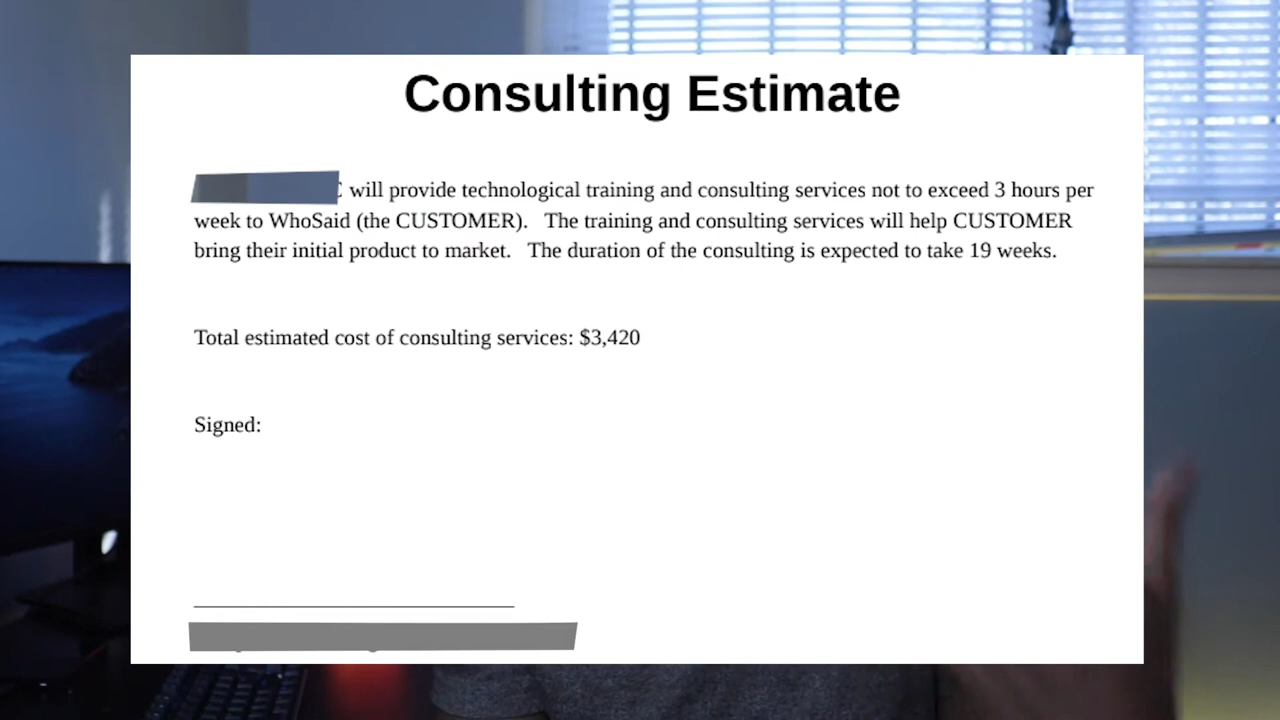 Consulting Estimate
will provide technological training and consulting services not to exceed 3 hours per
week to WhoSaid (the CUSTOMER).   The training and consulting services will help CUSTOMER
bring their initial product to market.   The duration of the consulting is expected to take 19 weeks.
Total estimated cost of consulting services: $3,420
Signed: